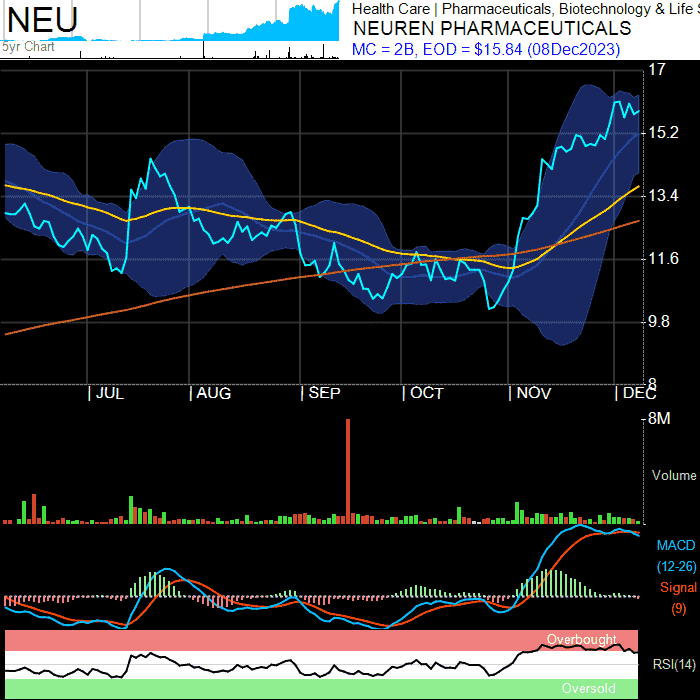 NEU
5yr Chart
Health Care | Pharmaceuticals, Biotechnology & Life S
NEUREN PHARMACEUTICALS
MC = 2B, EOD = $15.84 (08Dec2023)
17
15.2
13.4
11.6
9.8
8
| JUL | AUG | SEP | OCT | NOV | DEC
8M
Volume
MACD
(12-26)
Signal
(9)
Overbought
RSI(14)
Oversold